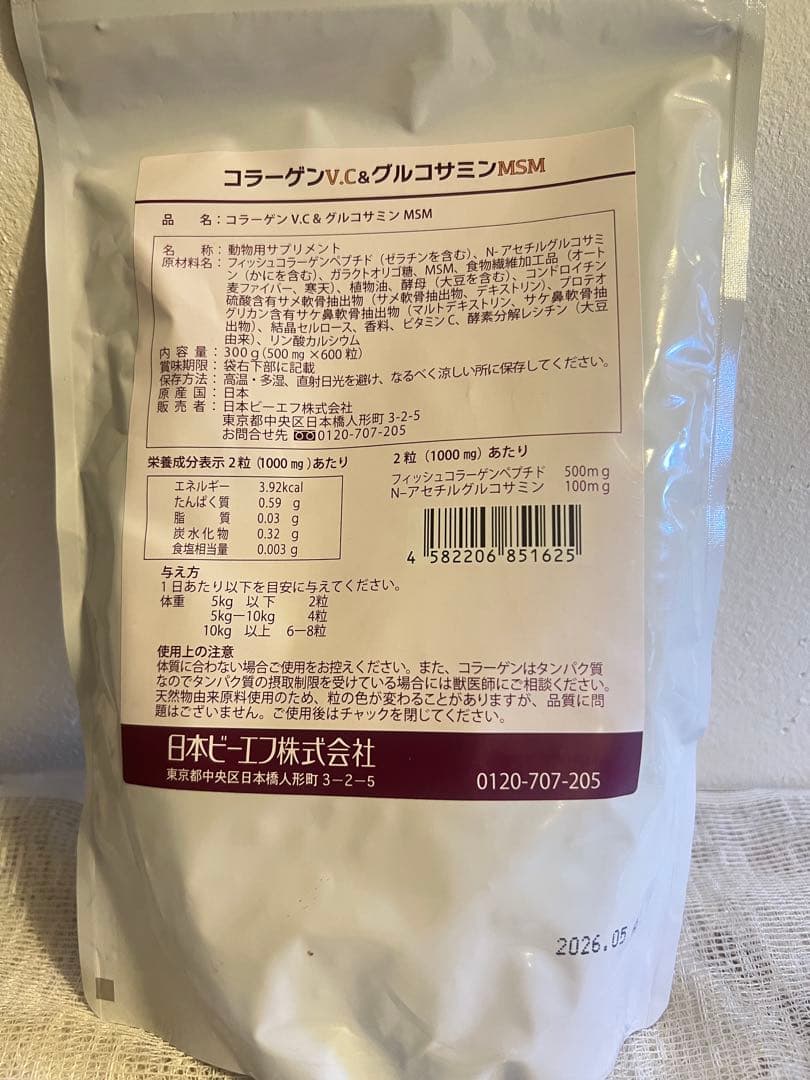 コラーゲンV.C&グルコサミンMSM
品　名：コラーゲン V.C & グルコサミン MSM
名　称：動物用サプリメント
原材料名：フィッシュコラーゲンペプチド（ゼラチンを含む）、N-アセチルグルコサミ
ン（かにを含む）、ガラクトオリゴ糖、MSM、食物繊維加工品（オート
麦ファイバー、寒天）、植物油、酵母（大豆を含む）、コンドロイチン
硫酸含有サメ軟骨抽出物（サメ軟骨抽出物、デキストリン）、プロテオ
グリカン含有サケ鼻軟骨抽出物（マルトデキストリン、サケ鼻軟骨抽
出物）、結晶セルロース、香料、ビタミンC、酵素分解レシチン（大豆
由来）、リン酸カルシウム
内容量：300g（500mg×600粒）
賞味期限：袋右下部に記載
保存方法：高温・多湿、直射日光を避け、なるべく涼しい所に保存してください。
原産国：日本
販売者：日本ビーエフ株式会社
東京都中央区日本橋人形町 3-2-5
お問合せ先 0120-707-205
栄養成分表示 2粒（1000mg）あたり
エネルギー 3.92kcal
たんぱく質 0.59 g
脂　質 0.03 g
炭水化物 0.32 g
食塩相当量 0.003 g
2粒（1000mg）あたり
フィッシュコラーゲンペプチド 500mg
N-アセチルグルコサミン 100mg
4 582206 851625
与え方
1日あたり以下を目安に与えてください。
体重 5kg 以下 2粒
5kg―10kg 4粒
10kg 以上 6―8粒
使用上の注意
体質に合わない場合ご使用をお控えください。また、コラーゲンはタンパク質
なのでタンパク質の摂取制限を受けている場合には獣医師にご相談ください。
天然物由来原料使用のため、粒の色が変わることがありますが、品質に問
題はございません。ご使用後はチャックを閉じてください。
日本ビーエフ株式会社
東京都中央区日本橋人形町 3－2－5
0120-707-205
2026.05